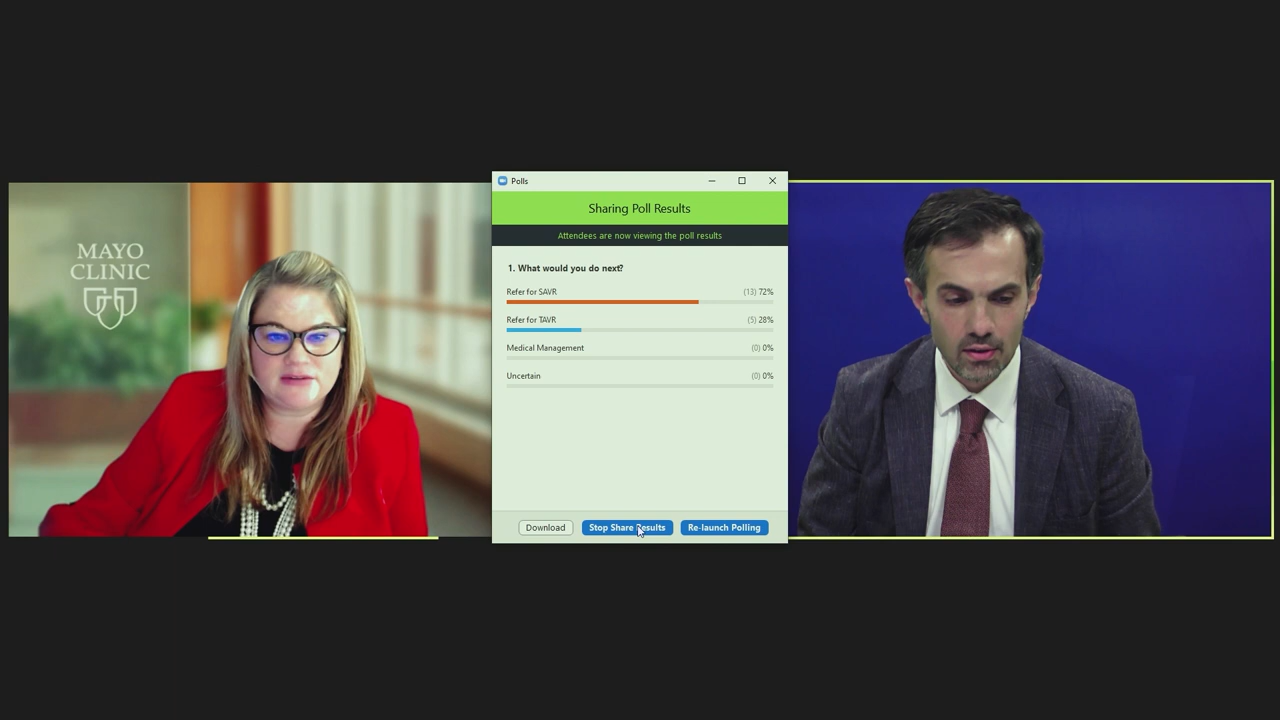 MAYO
CLINIC
Polls
Sharing Poll Results
Attendees are now viewing the poll results
1. What would you do next?
Refer for SAVR (13) 72%
Refer for TAVR (5) 28%
Medical Management (0) 0%
Uncertain (0) 0%
Download Stop Share Results Re-launch Polling